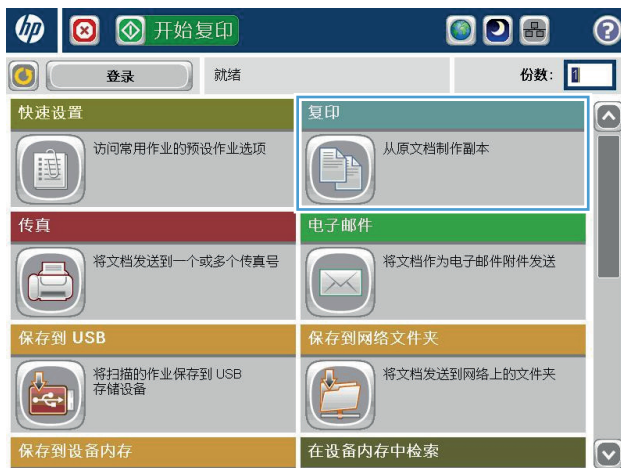 hp 开始复印 ?
登录 就绪 份数: 1
快速设置 复印
访问常用作业的预设作业选项 从原文档制作副本
传真 电子邮件
将文档发送到一个或多个传真号 将文档作为电子邮件附件发送
保存到 USB 保存到网络文件夹
将扫描的作业保存到 USB 将文档发送到网络上的文件夹
存储设备
保存到设备内存 在设备内存中检索